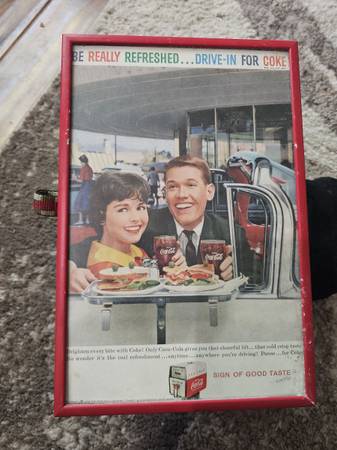 BE REALLY REFRESHED...DRIVE-IN FOR COKE
Coca-Cola
Coca-Cola
Brighten every bite with Coke! Only Coca-Cola gives you that cheerful lift...that cold crisp taste
No wonder it's the real refreshment...anytime...anywhere you're driving! Pause...for Coke
SIGN OF GOOD TASTE
Coca-Cola